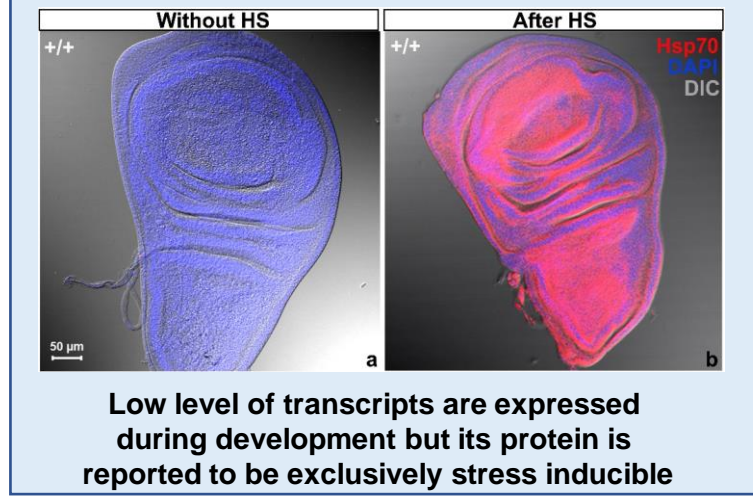 Without HS
After HS
+/+
+/+
Hsp70
DAPI
DIC
50 µm
a
b
Low level of transcripts are expressed
during development but its protein is
reported to be exclusively stress inducible